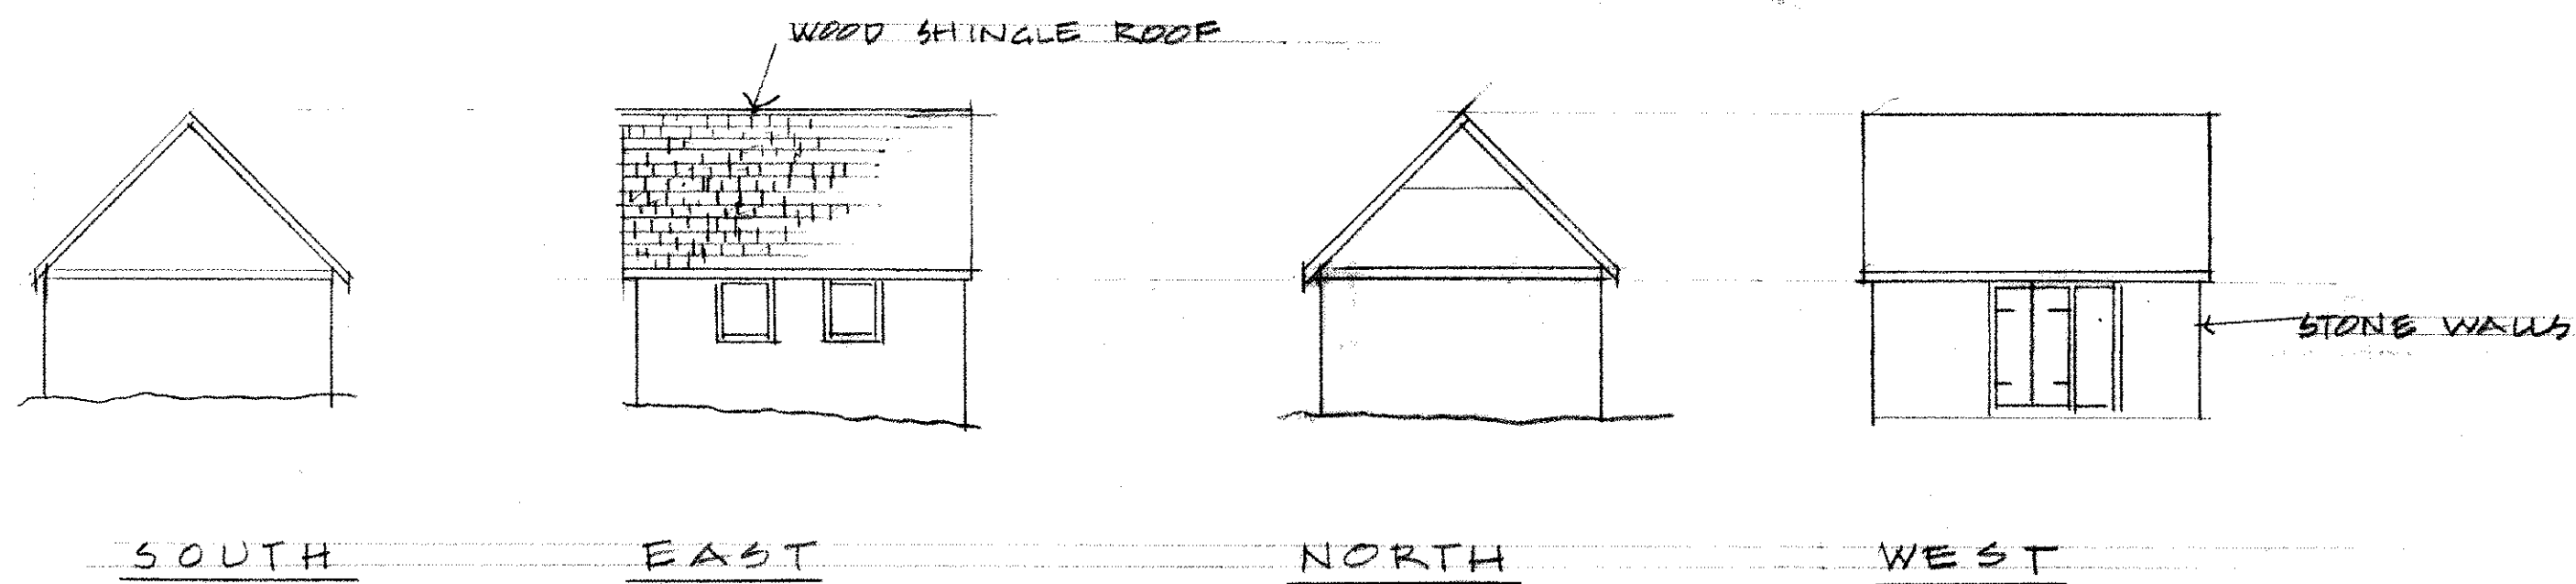 WOOD SHINGLE ROOF
STONE WALLS
SOUTH
EAST
NORTH
WEST